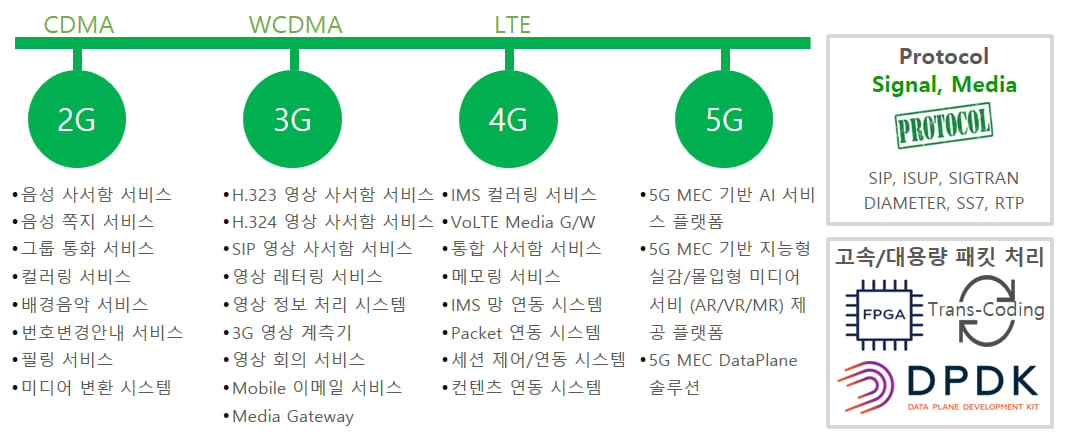 CDMA
WCDMA
LTE
2G
3G
4G
5G
•음성 사서함 서비스
•음성 쪽지 서비스
•그룹 통화 서비스
•컬러링 서비스
•배경음악 서비스
•번호변경안내 서비스
•필링 서비스
•미디어 변환 시스템
•H.323 영상 사서함 서비스
•H.324 영상 사서함 서비스
•SIP 영상 사서함 서비스
•영상 레터링 서비스
•영상 정보 처리 시스템
•3G 영상 계측기
•영상 회의 서비스
•Mobile 이메일 서비스
•Media Gateway
•IMS 컬러링 서비스
•VoLTE Media G/W
•통합 사서함 서비스
•메모링 서비스
•IMS 망 연동 시스템
•Packet 연동 시스템
•세션 제어/연동 시스템
•컨텐츠 연동 시스템
•5G MEC 기반 AI 서비
스 플랫폼
•5G MEC 기반 지능형
실감/몰입형 미디어
서비 (AR/VR/MR) 제
공 플랫폼
•5G MEC DataPlane
솔루션
Protocol
Signal, Media
PROTOCOL
SIP, ISUP, SIGTRAN
DIAMETER, SS7, RTP
고속/대용량 패킷 처리
FPGA
Trans-Coding
DPDK
DATA PLANE DEVELOPMENT KIT